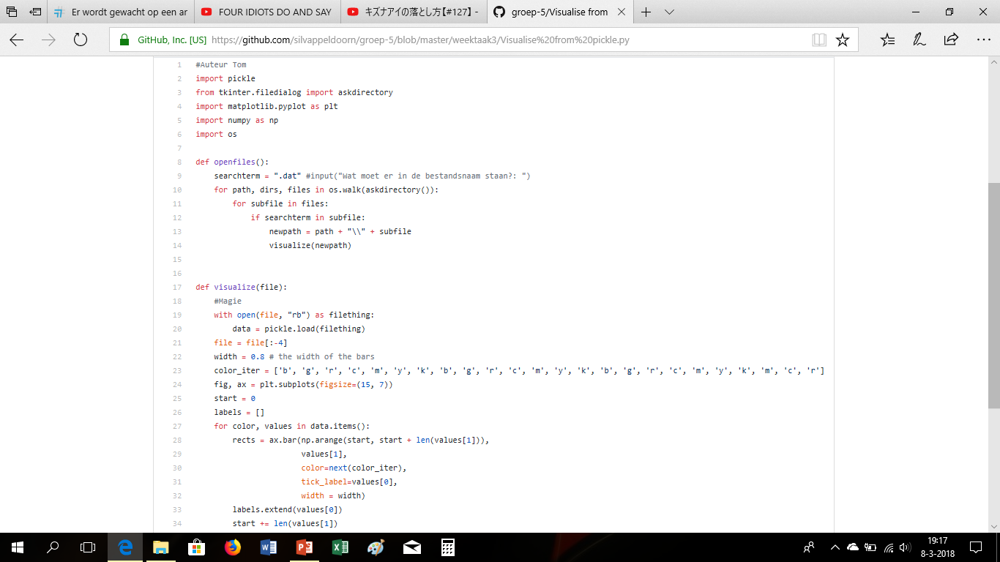 Er wordt gewacht op een ar
FOUR IDIOTS DO AND SAY
キズナアイの落とし方【#127】 -
groep-5/Visualise from
GitHub, Inc. [US] https://github.com/silvappeldoorn/groep-5/blob/master/weektaak3/Visualise%20from%20pickle.py
1 #Auteur Tom
2 import pickle
3 from tkinter.filedialog import askdirectory
4 import matplotlib.pyplot as plt
5 import numpy as np
6 import os
7
8 def openfiles():
9 searchterm = ".dat" #input("Wat moet er in de bestandsnaam staan?: ")
10 for path, dirs, files in os.walk(askdirectory()):
11 for subfile in files:
12 if searchterm in subfile:
13 newpath = path + "\\" + subfile
14 visualize(newpath)
15
16
17 def visualize(file):
18 #Magie
19 with open(file, "rb") as filething:
20 data = pickle.load(filething)
21 file = file[:-4]
22 width = 0.8 # the width of the bars
23 color_iter = ['b', 'g', 'r', 'c', 'm', 'y', 'k', 'b', 'g', 'r', 'c', 'm', 'y', 'k', 'b', 'g', 'r', 'c', 'm', 'y', 'k', 'm', 'c', 'r']
24 fig, ax = plt.subplots(figsize=(15, 7))
25 start = 0
26 labels = []
27 for color, values in data.items():
28 rects = ax.bar(np.arange(start, start + len(values[1])),
29 values[1],
30 color=next(color_iter),
31 tick_label=values[0],
32 width = width)
33 labels.extend(values[0])
34 start += len(values[1])
19:17
8-3-2018